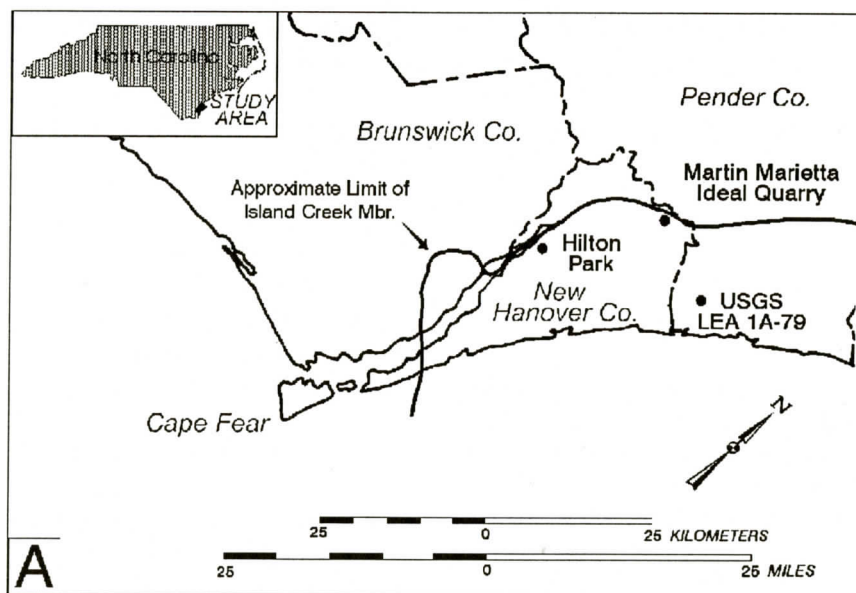 North Carolina
STUDY
AREA
Brunswick Co.
Pender Co.
Approximate Limit of
Island Creek Mbr.
Martin Marietta
Ideal Quarry
Hilton
Park
New
Hanover Co.
USGS
LEA 1A-79
Cape Fear
N
25 0 25 KILOMETERS
25 0 25 MILES
A